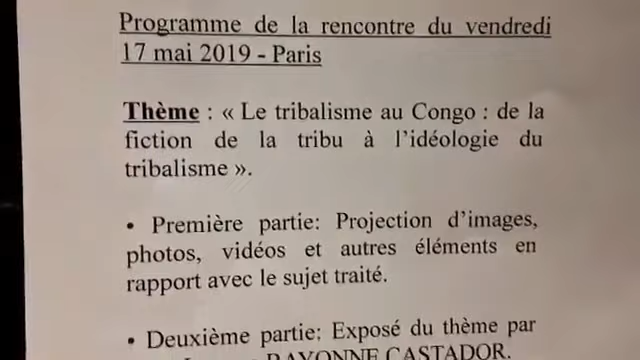 Programme de la rencontre du vendredi
17 mai 2019 - Paris
Thème : « Le tribalisme au Congo : de la
fiction de la tribu à l'idéologie du
tribalisme ».
• Première partie: Projection d'images,
photos, vidéos et autres éléments en
rapport avec le sujet traité.
• Deuxième partie: Exposé du thème par
CASTADOR.